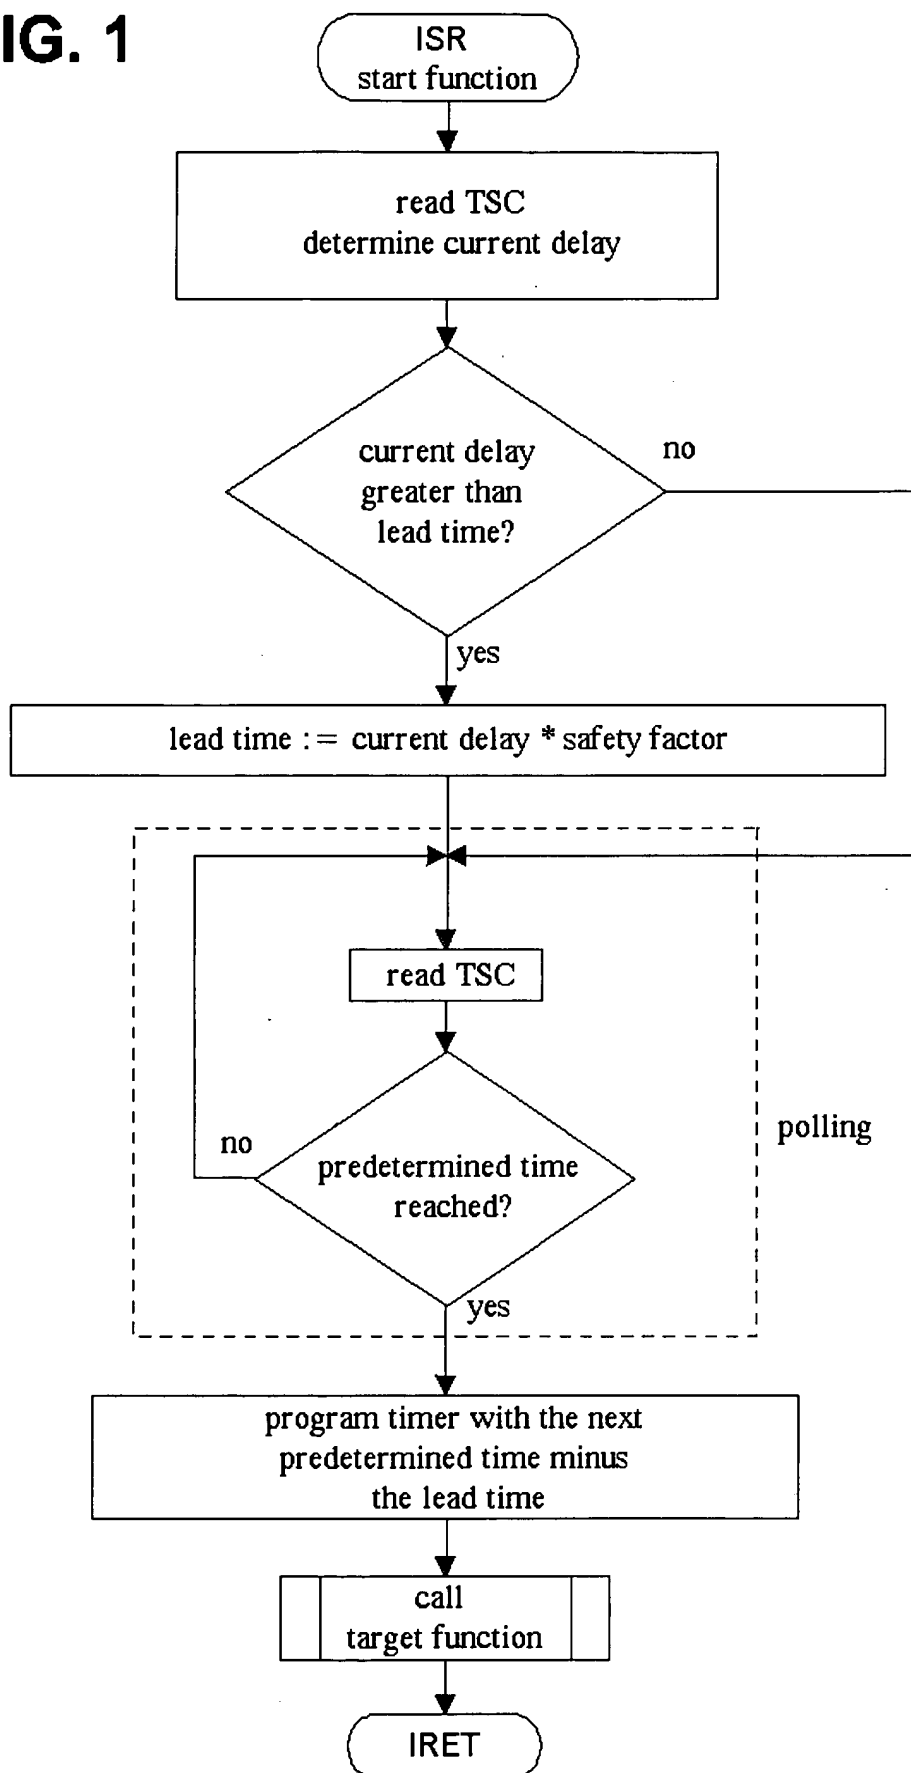 IG. 1
ISR
start function
read TSC
determine current delay
current delay
greater than
lead time?
no
yes
lead time := current delay * safety factor
read TSC
no
predetermined time
reached?
polling
yes
program timer with the next
predetermined time minus
the lead time
call
target function
IRET